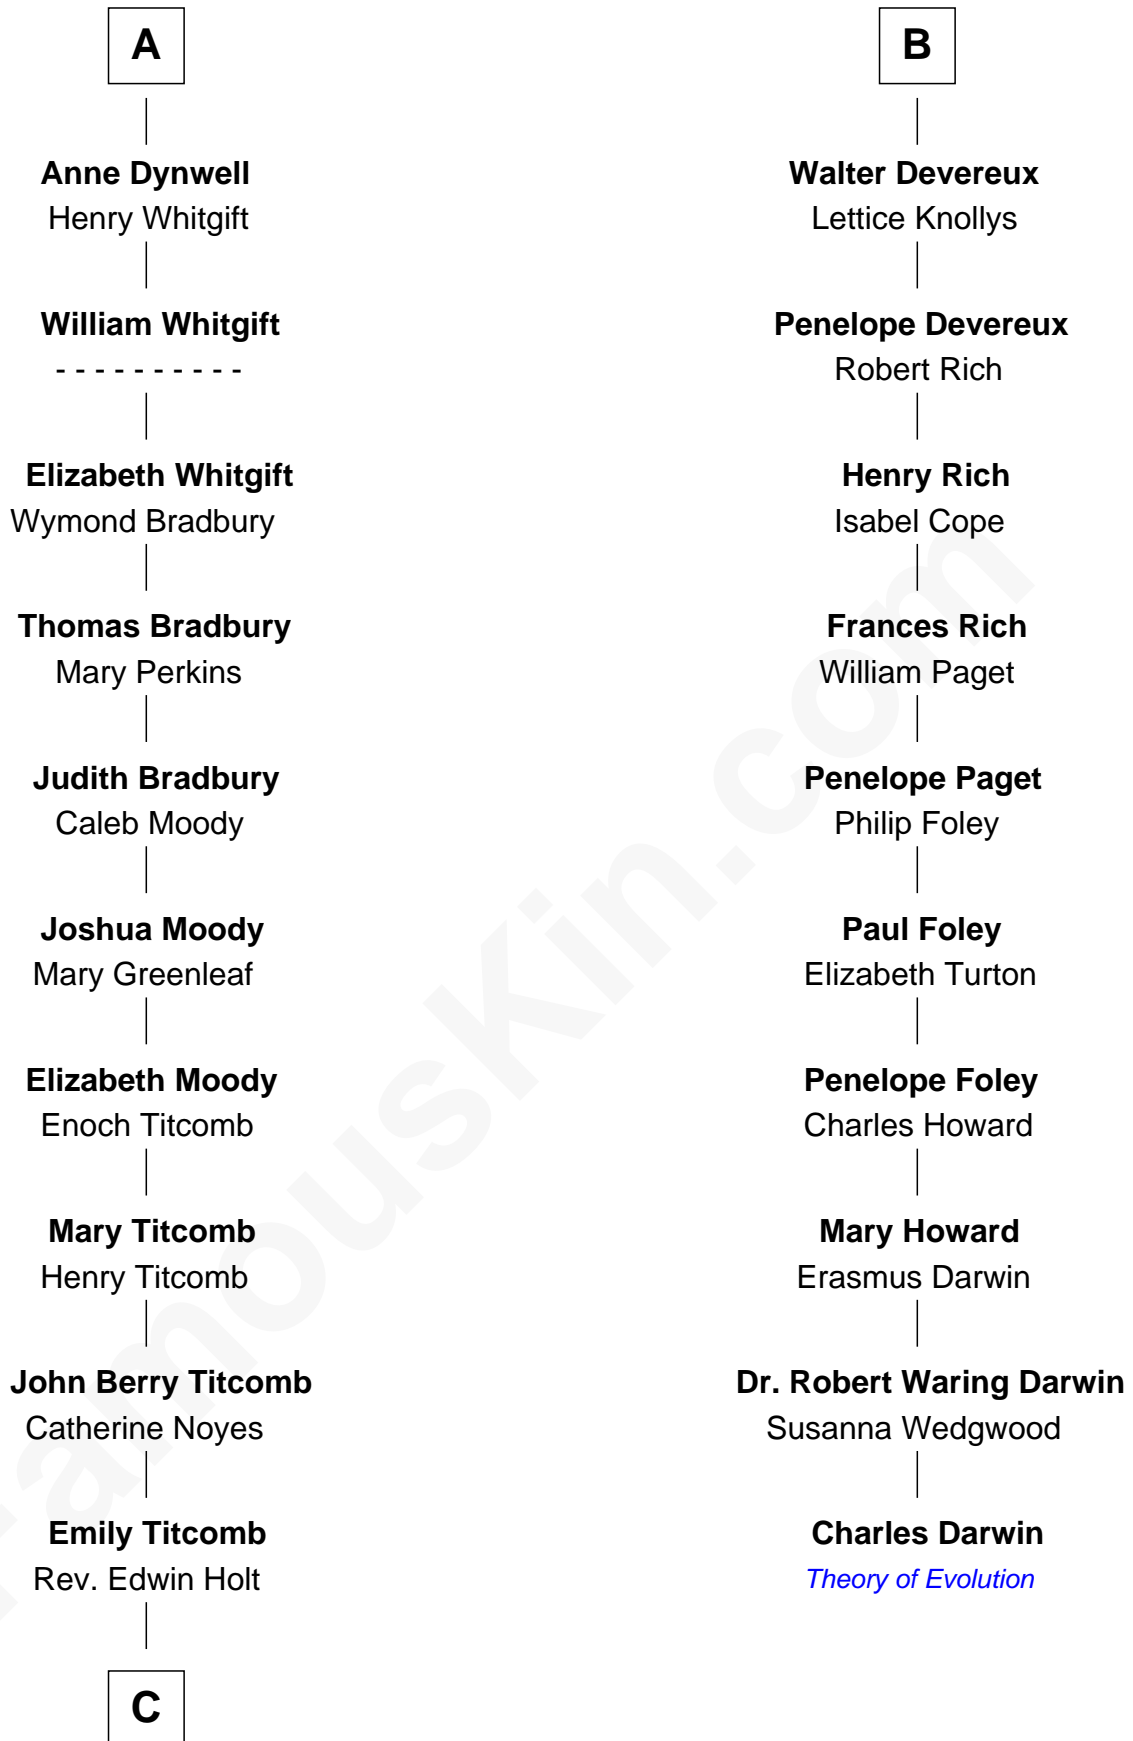 A
Anne Dynwell
Henry Whitgift
William Whitgift
- - - - - - - - - -
Elizabeth Whitgift
Wymond Bradbury
Thomas Bradbury
Mary Perkins
Judith Bradbury
Caleb Moody
Joshua Moody
Mary Greenleaf
Elizabeth Moody
Enoch Titcomb
Mary Titcomb
Henry Titcomb
John Berry Titcomb
Catherine Noyes
Emily Titcomb
Rev. Edwin Holt
C
B
Walter Devereux
Lettice Knollys
Penelope Devereux
Robert Rich
Henry Rich
Isabel Cope
Frances Rich
William Paget
Penelope Paget
Philip Foley
Paul Foley
Elizabeth Turton
Penelope Foley
Charles Howard
Mary Howard
Erasmus Darwin
Dr. Robert Waring Darwin
Susanna Wedgwood
Charles Darwin
Theory of Evolution
FamousKin.com